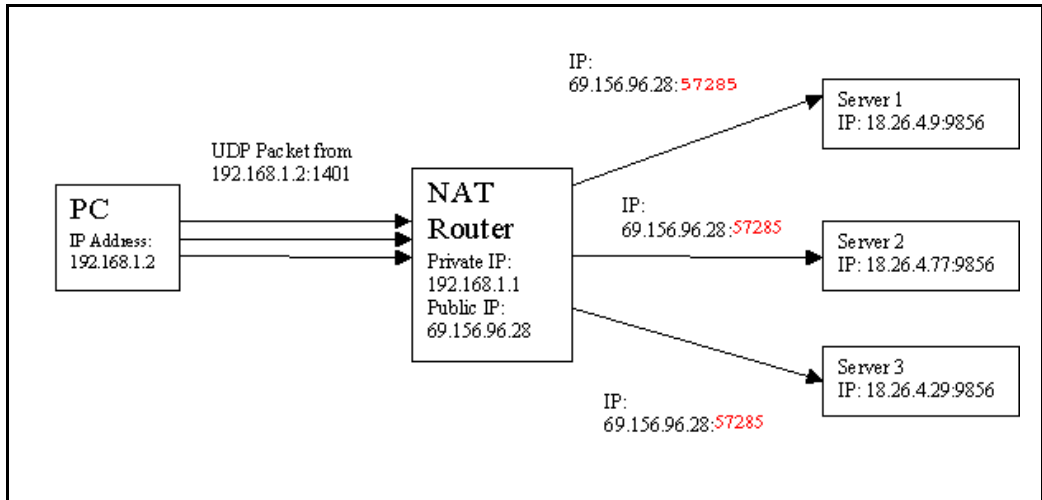 IP:
69.156.96.28:57285
Server 1
IP: 18.26.4.9:9856
UDP Packet from
192.168.1.2:1401
PC
IP Address:
192.168.1.2
NAT
Router
Private IP:
192.168.1.1
Public IP:
69.156.96.28
IP:
69.156.96.28:57285
Server 2
IP: 18.26.4.77:9856
Server 3
IP: 18.26.4.29:9856
IP:
69.156.96.28:57285